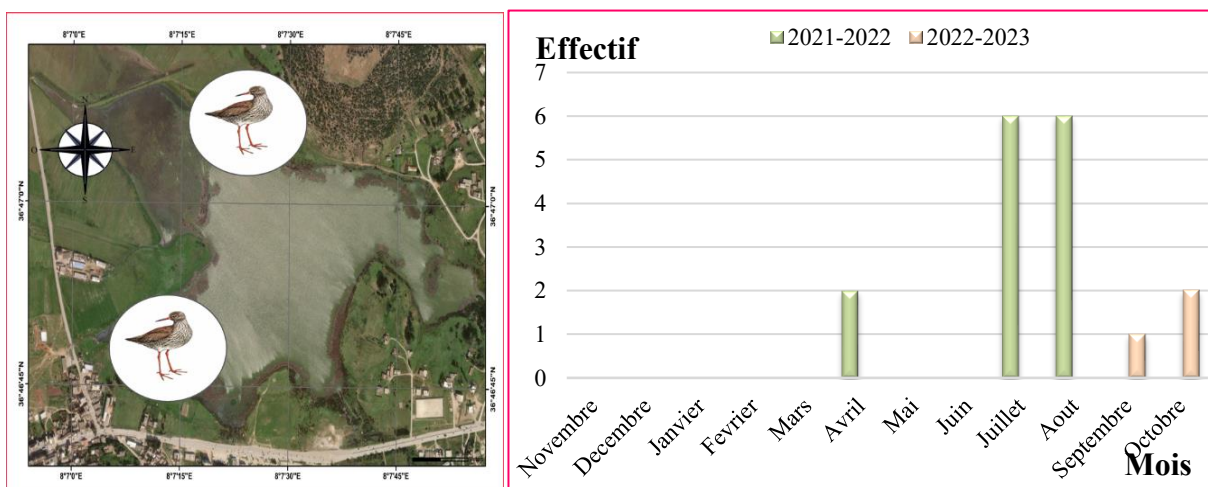 8°7'0"E 8°7'15"E 8°7'30"E 8°7'45"E
N
O E
S
36°47'0"N 36°47'0"N
36°46'45"N 36°46'45"N
8°7'0"E 8°7'15"E 8°7'30"E 8°7'45"E
Effectif
2021-2022 2022-2023
7
6
5
4
3
2
1
0
Novembre Decembre Janvier Fevrier Mars Avril Mai Juin Juillet Aout Septembre Octobre
Mois